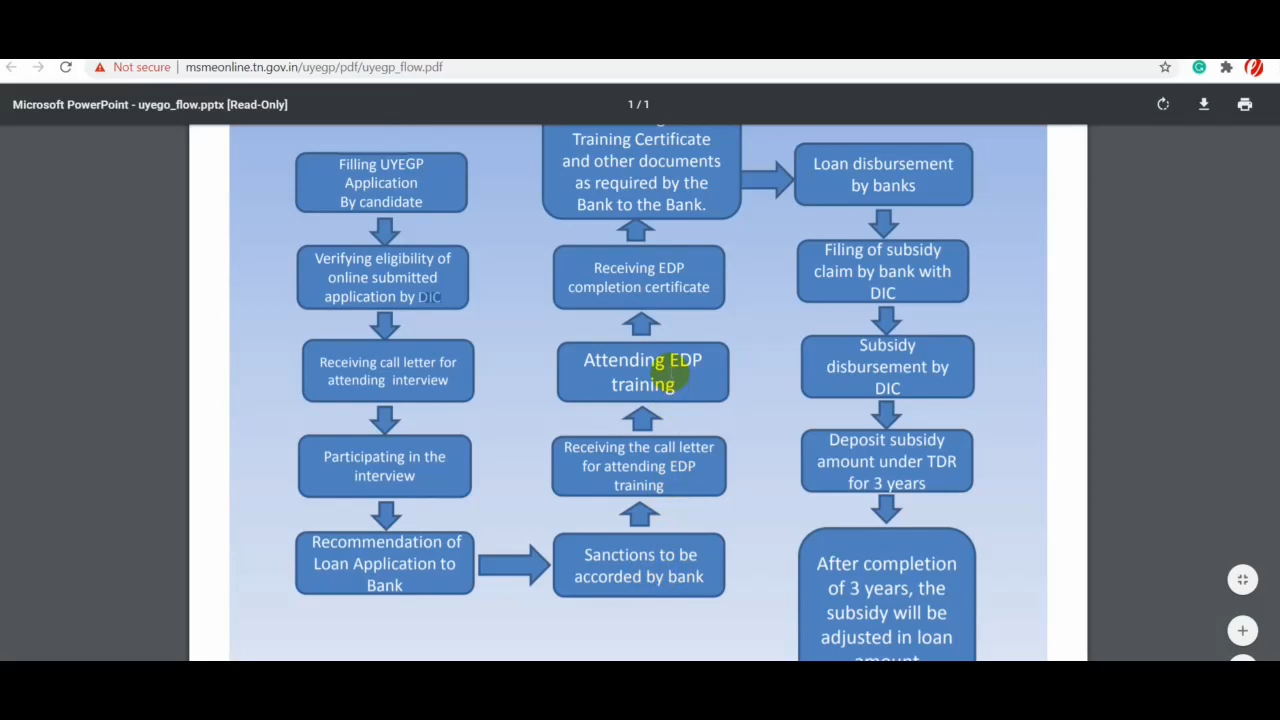 Not secure | msmeonline.tn.gov.in/uyegp/pdf/uyegp_flow.pdf
Microsoft PowerPoint - uyego_flow.pptx [Read-Only]
1 / 1
Filling UYEGP
Application
By candidate
Verifying eligibility of
online submitted
application by DIC
Receiving call letter for
attending interview
Participating in the
interview
Recommendation of
Loan Application to
Bank
Sanctions to be
accorded by bank
Receiving the call letter
for attending EDP
training
Attending EDP
training
Receiving EDP
completion certificate
Training Certificate
and other documents
as required by the
Bank to the Bank.
Loan disbursement
by banks
Filing of subsidy
claim by bank with
DIC
Subsidy
disbursement by
DIC
Deposit subsidy
amount under TDR
for 3 years
After completion
of 3 years, the
subsidy will be
adjusted in loan
amount